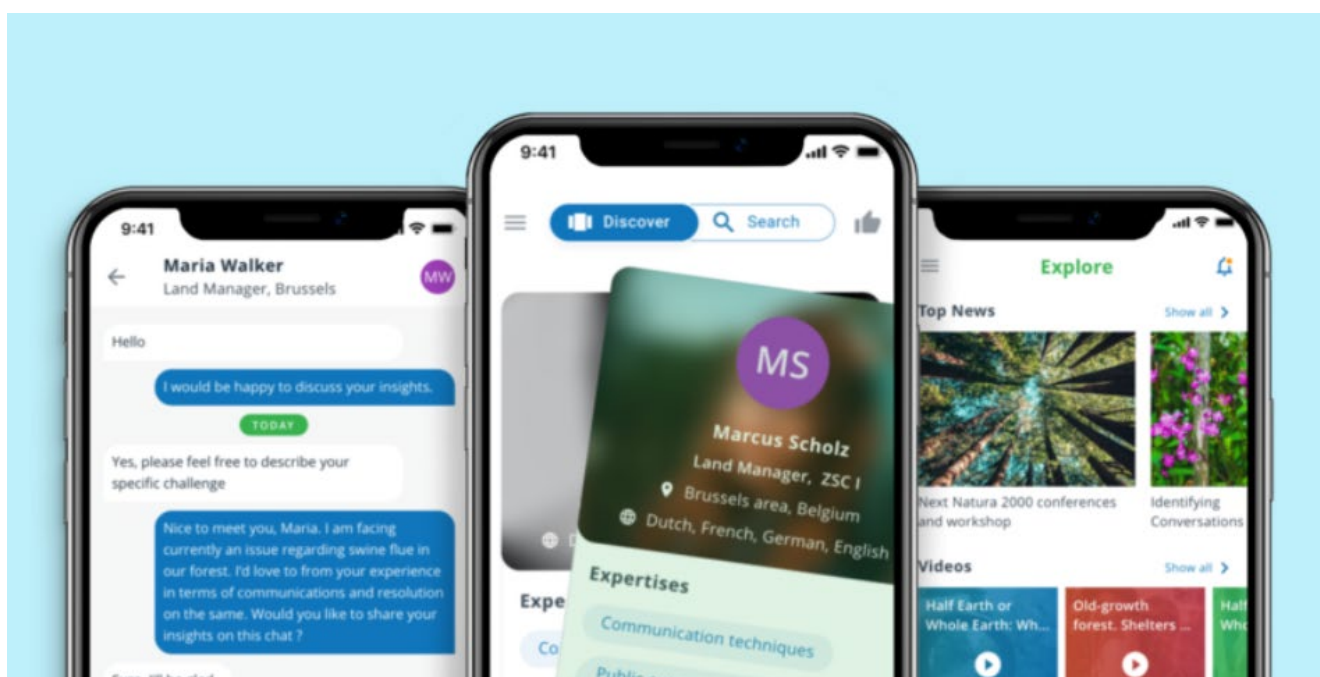 9:41
Maria Walker
Land Manager, Brussels
MW
Hello
I would be happy to discuss your insights.
TODAY
Yes, please feel free to describe your
specific challenge
Nice to meet you, Maria. I am facing
currently an issue regarding swine flue in
our forest. I'd love to from your experience
in terms of communications and resolution
on the same. Would you like to share your
insights on this chat ?
9:41
Discover
Search
MS
Marcus Scholz
Land Manager, ZSC I
Brussels area, Belgium
Dutch, French, German, English
Expertises
Communication techniques
D
Expe
Co
Explore
Top News
Show all
Next Natura 2000 conferences
and workshop
Identifying
Conversations
Videos
Show all
Half Earth or
Whole Earth: Wh...
Old-growth
forest. Shelters ...
Half
Who